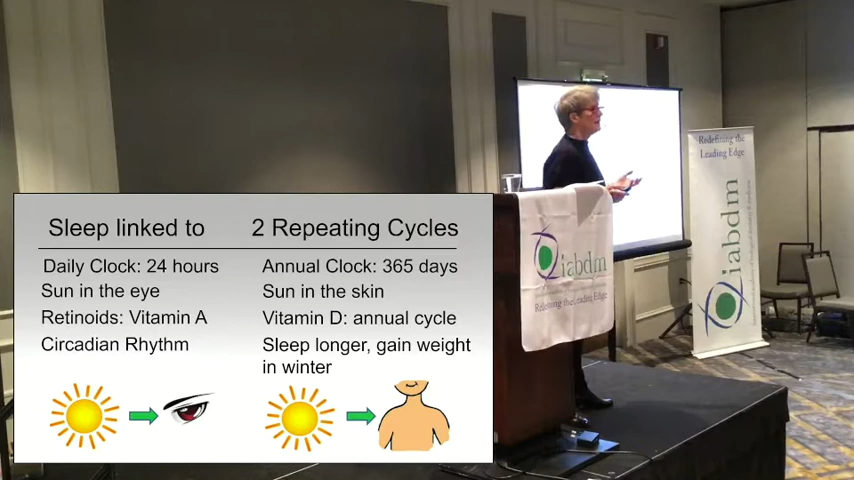 Sleep linked to
2 Repeating Cycles
Daily Clock: 24 hours
Sun in the eye
Retinoids: Vitamin A
Circadian Rhythm
Annual Clock: 365 days
Sun in the skin
Vitamin D: annual cycle
Sleep longer, gain weight
in winter
iabdm
Redefining the Leading Edge
Redefining the
Leading Edge
iabdm